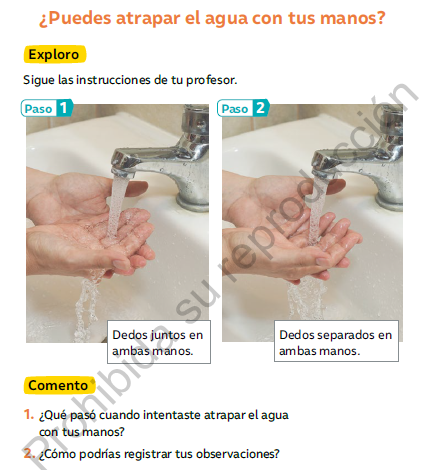 ¿Puedes atrapar el agua con tus manos?
Exploro
Sigue las instrucciones de tu profesor.
Paso 1
Paso 2
Dedos juntos en
ambas manos.
Dedos separados en
ambas manos.
Comento
1. ¿Qué pasó cuando intentaste atrapar el agua
con tus manos?
2. ¿Cómo podrías registrar tus observaciones?
Prohibida su reproducción